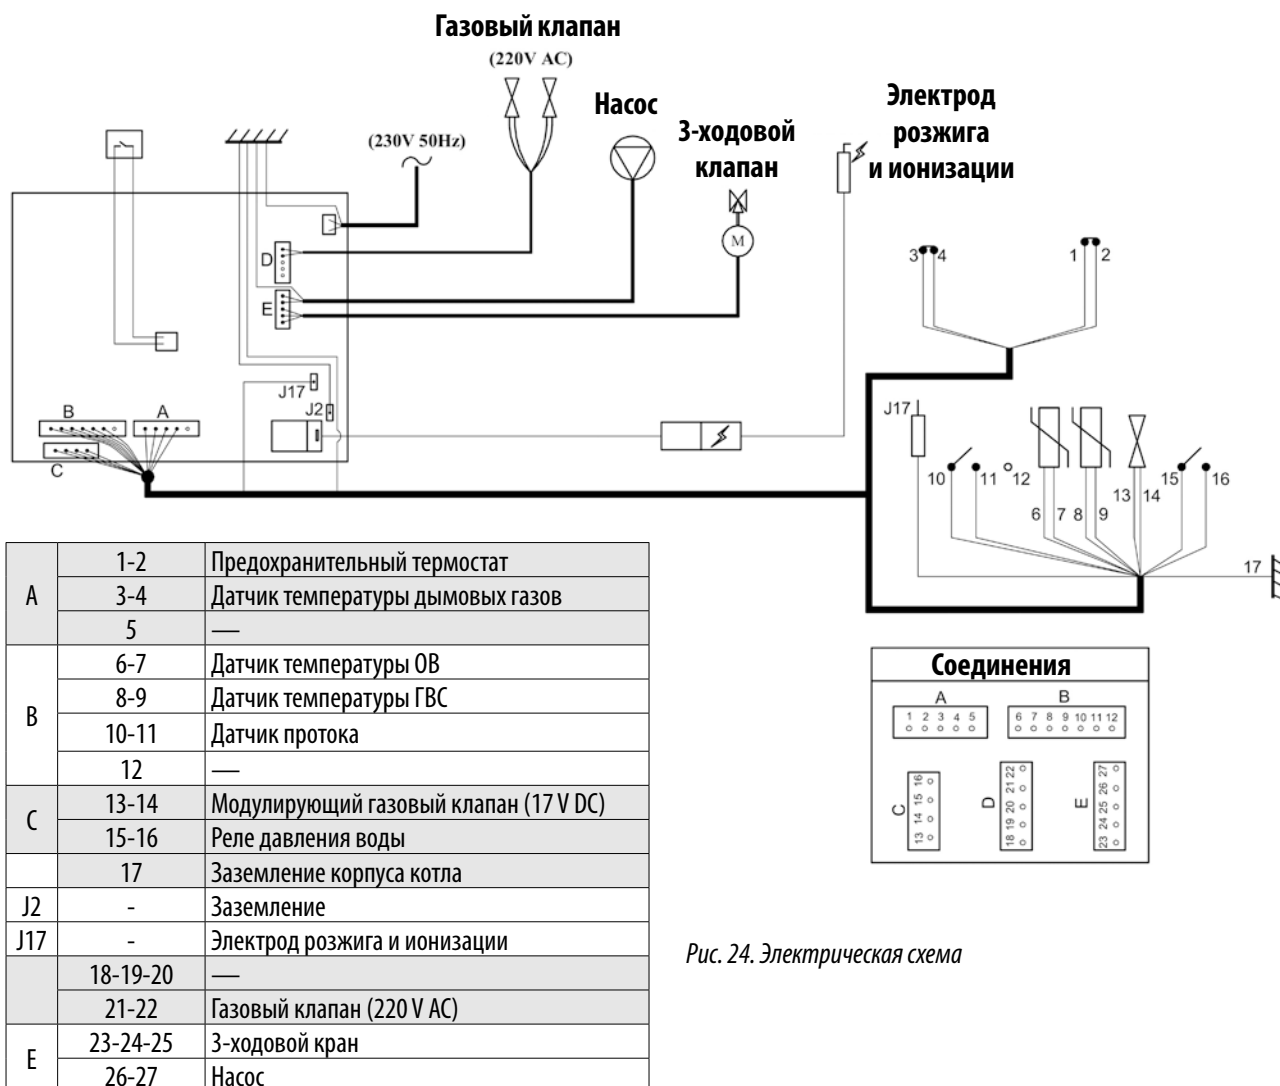 Газовый клапан
(220V AC)
Насос
3-ходовой
клапан
Электрод
розжига
и ионизации
(230V 50Hz)
M
D
E
J17
J2
B
A
C
3
4
1
2
J17
10
11
12
6
7
8
9
13
14
15
16
17
A
1-2 Предохранительный термостат
3-4 Датчик температуры дымовых газов
5 —
B
6-7 Датчик температуры ОВ
8-9 Датчик температуры ГВС
10-11 Датчик протока
12 —
C
13-14 Модулирующий газовый клапан (17 V DC)
15-16 Реле давления воды
17 Заземление корпуса котла
J2 - Заземление
J17 - Электрод розжига и ионизации
18-19-20 —
21-22 Газовый клапан (220 V AC)
E
23-24-25 3-ходовой кран
26-27 Насос
Соединения
A
1 2 3 4 5
B
6 7 8 9 10 11 12
C
13 14 15 16
D
18 19 20 21 22
E
23 24 25 26 27
Рис. 24. Электрическая схема